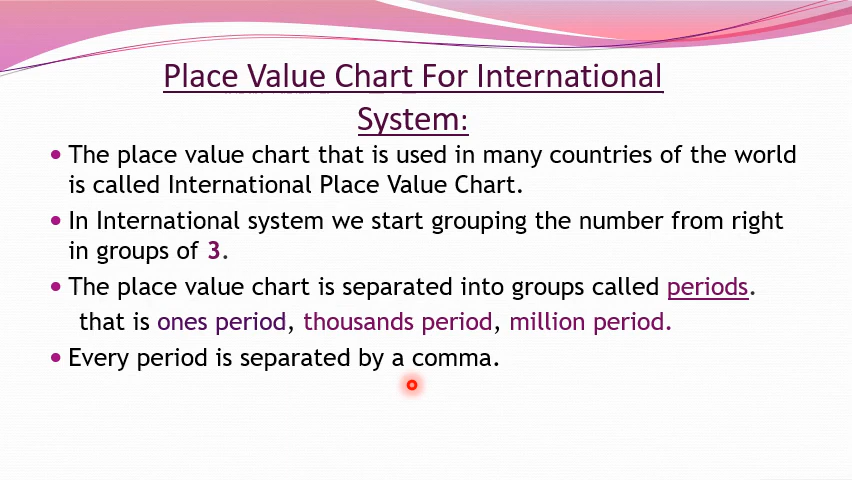 Place Value Chart For International
System:
• The place value chart that is used in many countries of the world
is called International Place Value Chart.
• In International system we start grouping the number from right
in groups of 3.
• The place value chart is separated into groups called periods.
that is ones period, thousands period, million period.
• Every period is separated by a comma.